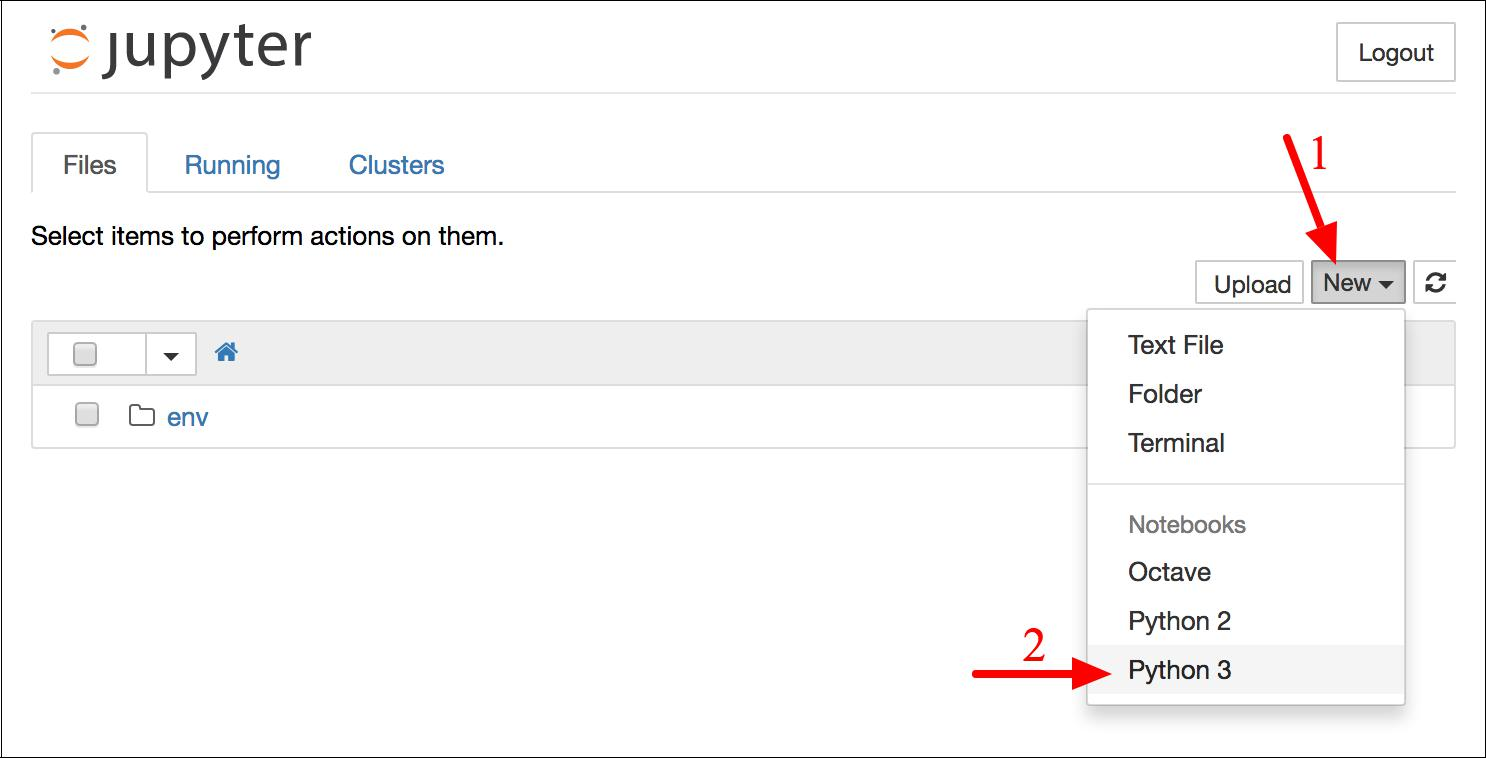 jupyter
Logout
Files Running Clusters
1
Select items to perform actions on them.
Upload New
Text File
env
Folder
Terminal
Notebooks
Octave
Python 2
2
Python 3